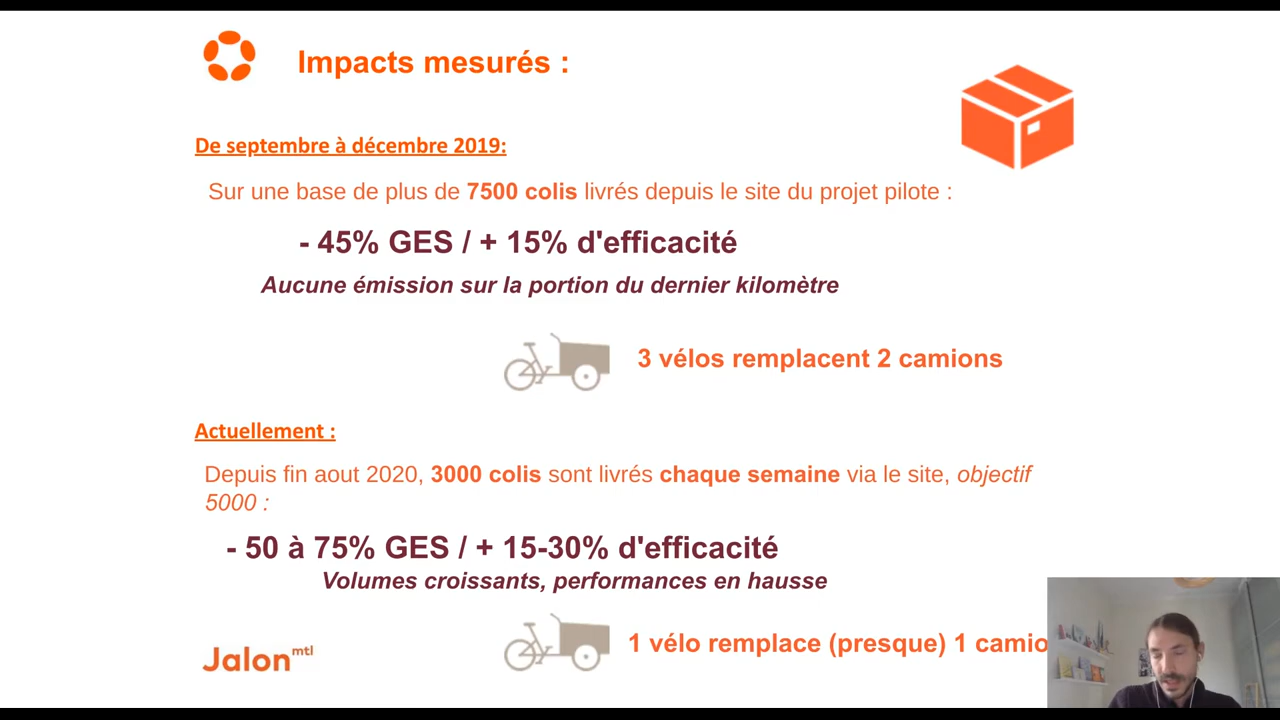 Impacts mesurés :
De septembre à décembre 2019:
Sur une base de plus de 7500 colis livrés depuis le site du projet pilote :
- 45% GES / + 15% d'efficacité
Aucune émission sur la portion du dernier kilomètre
3 vélos remplacent 2 camions
Actuellement :
Depuis fin aout 2020, 3000 colis sont livrés chaque semaine via le site, objectif
5000 :
- 50 à 75% GES / + 15-30% d'efficacité
Volumes croissants, performances en hausse
1 vélo remplace (presque) 1 camio
Jalon mtl